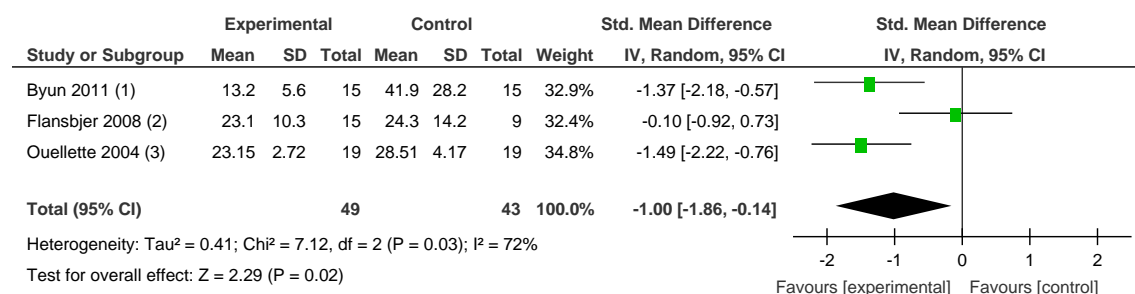 Experimental Control Std. Mean Difference Std. Mean Difference
Study or Subgroup Mean SD Total Mean SD Total Weight IV, Random, 95% CI IV, Random, 95% CI
Byun 2011 (1) 13.2 5.6 15 41.9 28.2 15 32.9% -1.37 [-2.18, -0.57]
Flansbjer 2008 (2) 23.1 10.3 15 24.3 14.2 9 32.4% -0.10 [-0.92, 0.73]
Ouellette 2004 (3) 23.15 2.72 19 28.51 4.17 19 34.8% -1.49 [-2.22, -0.76]
Total (95% CI) 49 43 100.0% -1.00 [-1.86, -0.14]
Heterogeneity: Tau² = 0.41; Chi² = 7.12, df = 2 (P = 0.03); I² = 72%
Test for overall effect: Z = 2.29 (P = 0.02)
-2 -1 0 1 2
Favours [experimental] Favours [control]